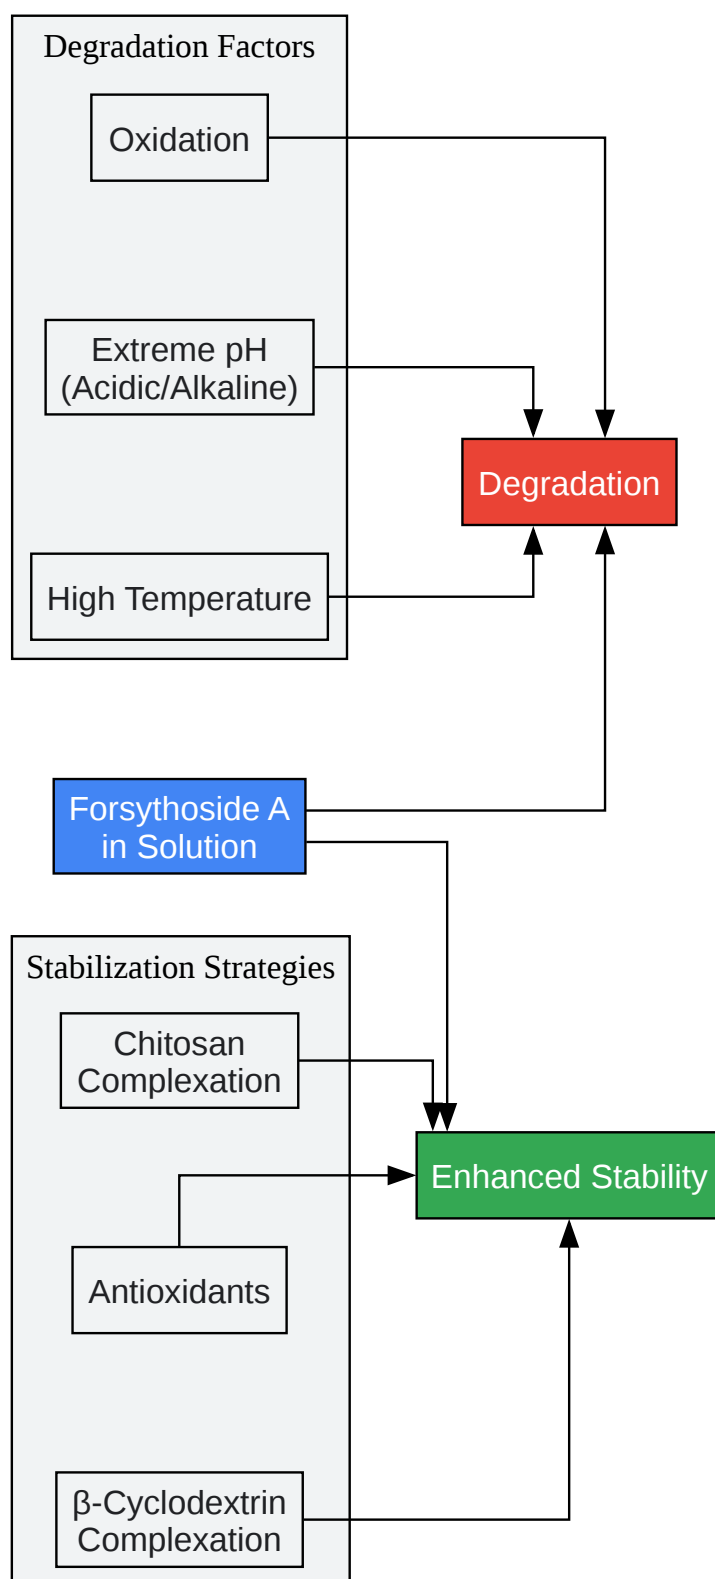 Degradation Factors
Oxidation
Extreme pH
(Acidic/Alkaline)
Degradation
High Temperature
Forsythoside A
in Solution
Stabilization Strategies
Chitosan
Complexation
Enhanced Stability
Antioxidants
β-Cyclodextrin
Complexation